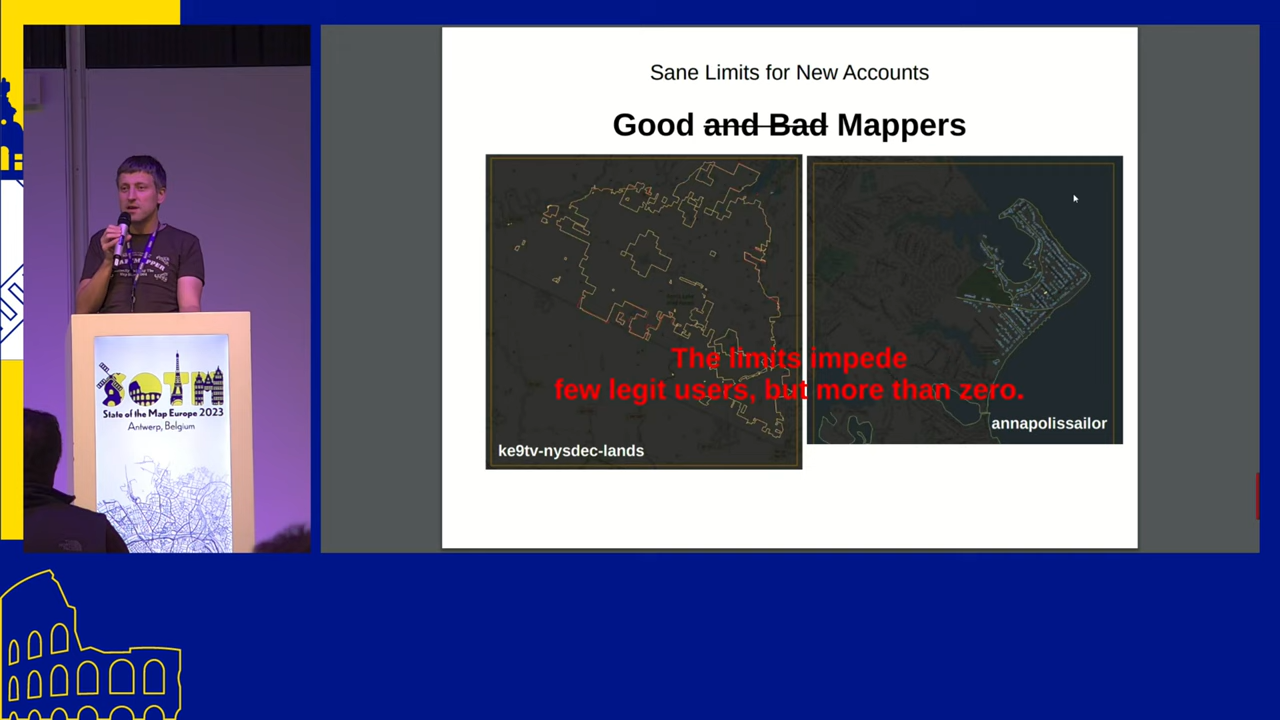 Sane Limits for New Accounts
Good and Bad Mappers
The limits impede
few legit users, but more than zero.
annapolissailor
ke9tv-nysdec-lands
SOTM
State of the Map Europe 2023
Antwerp, Belgium